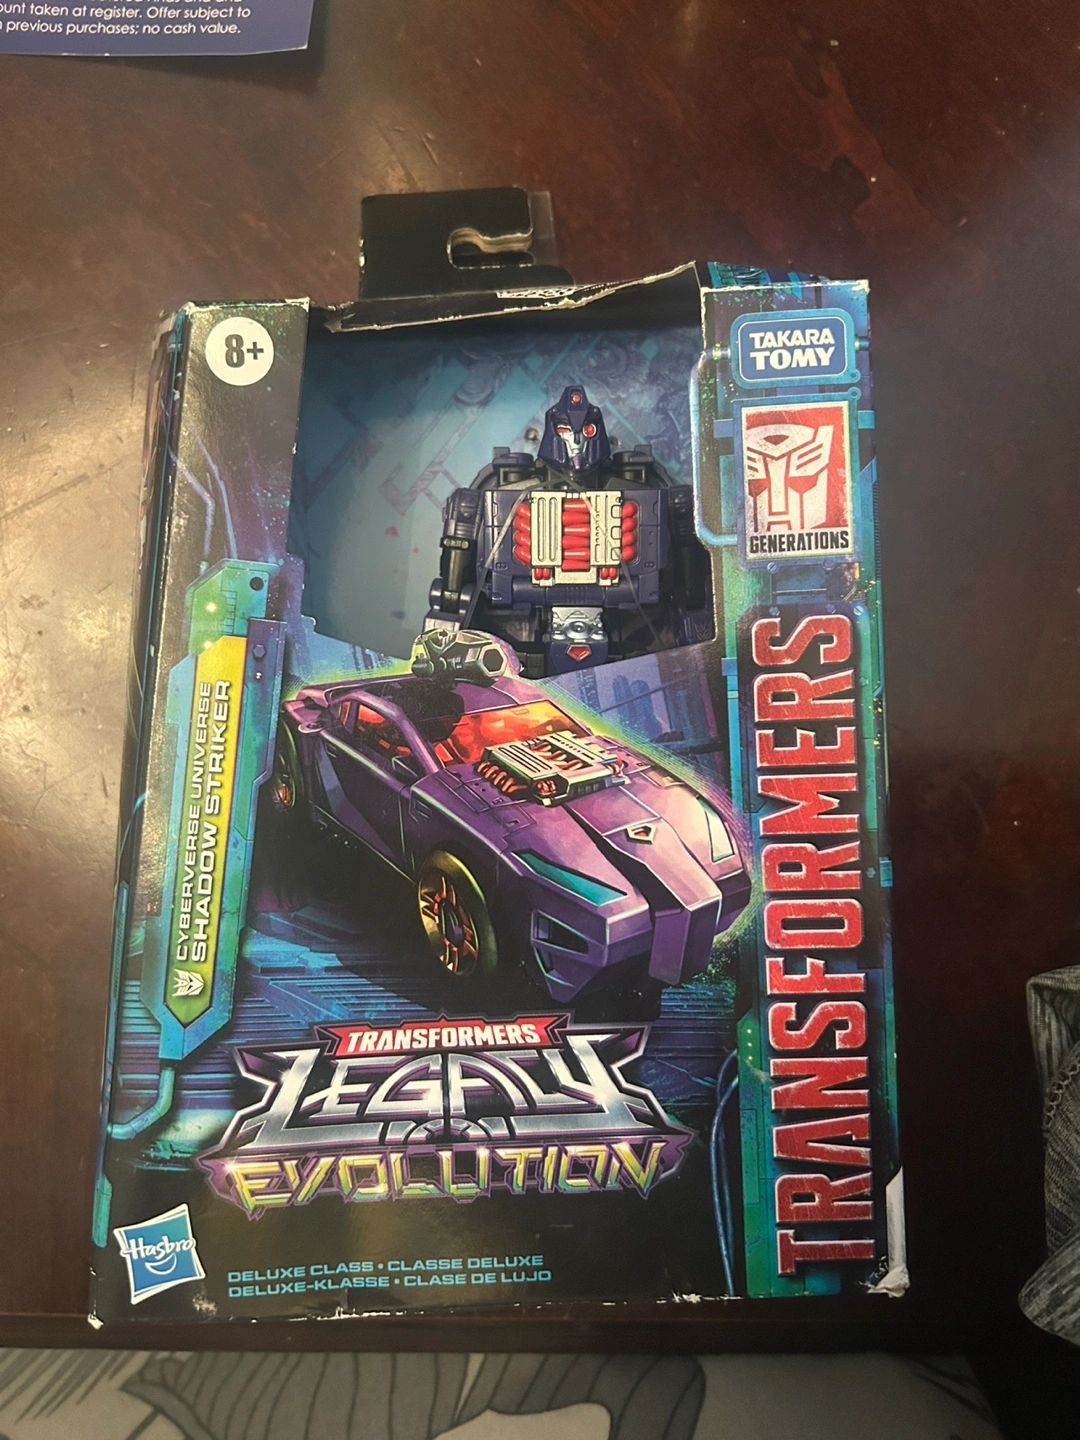 ount taken at register. Offer subject to
previous purchases; no cash value.
8+
TAKARA
TOMY
GENERATIONS
TRANSFORMERS
CYBERVERSE UNIVERSE
SHADOW STRIKER
TRANSFORMERS
LEGACY
EVOLUTION
Hasbro
DELUXE CLASS • CLASSE DELUXE
DELUXE-KLASSE • CLASE DE LUJO